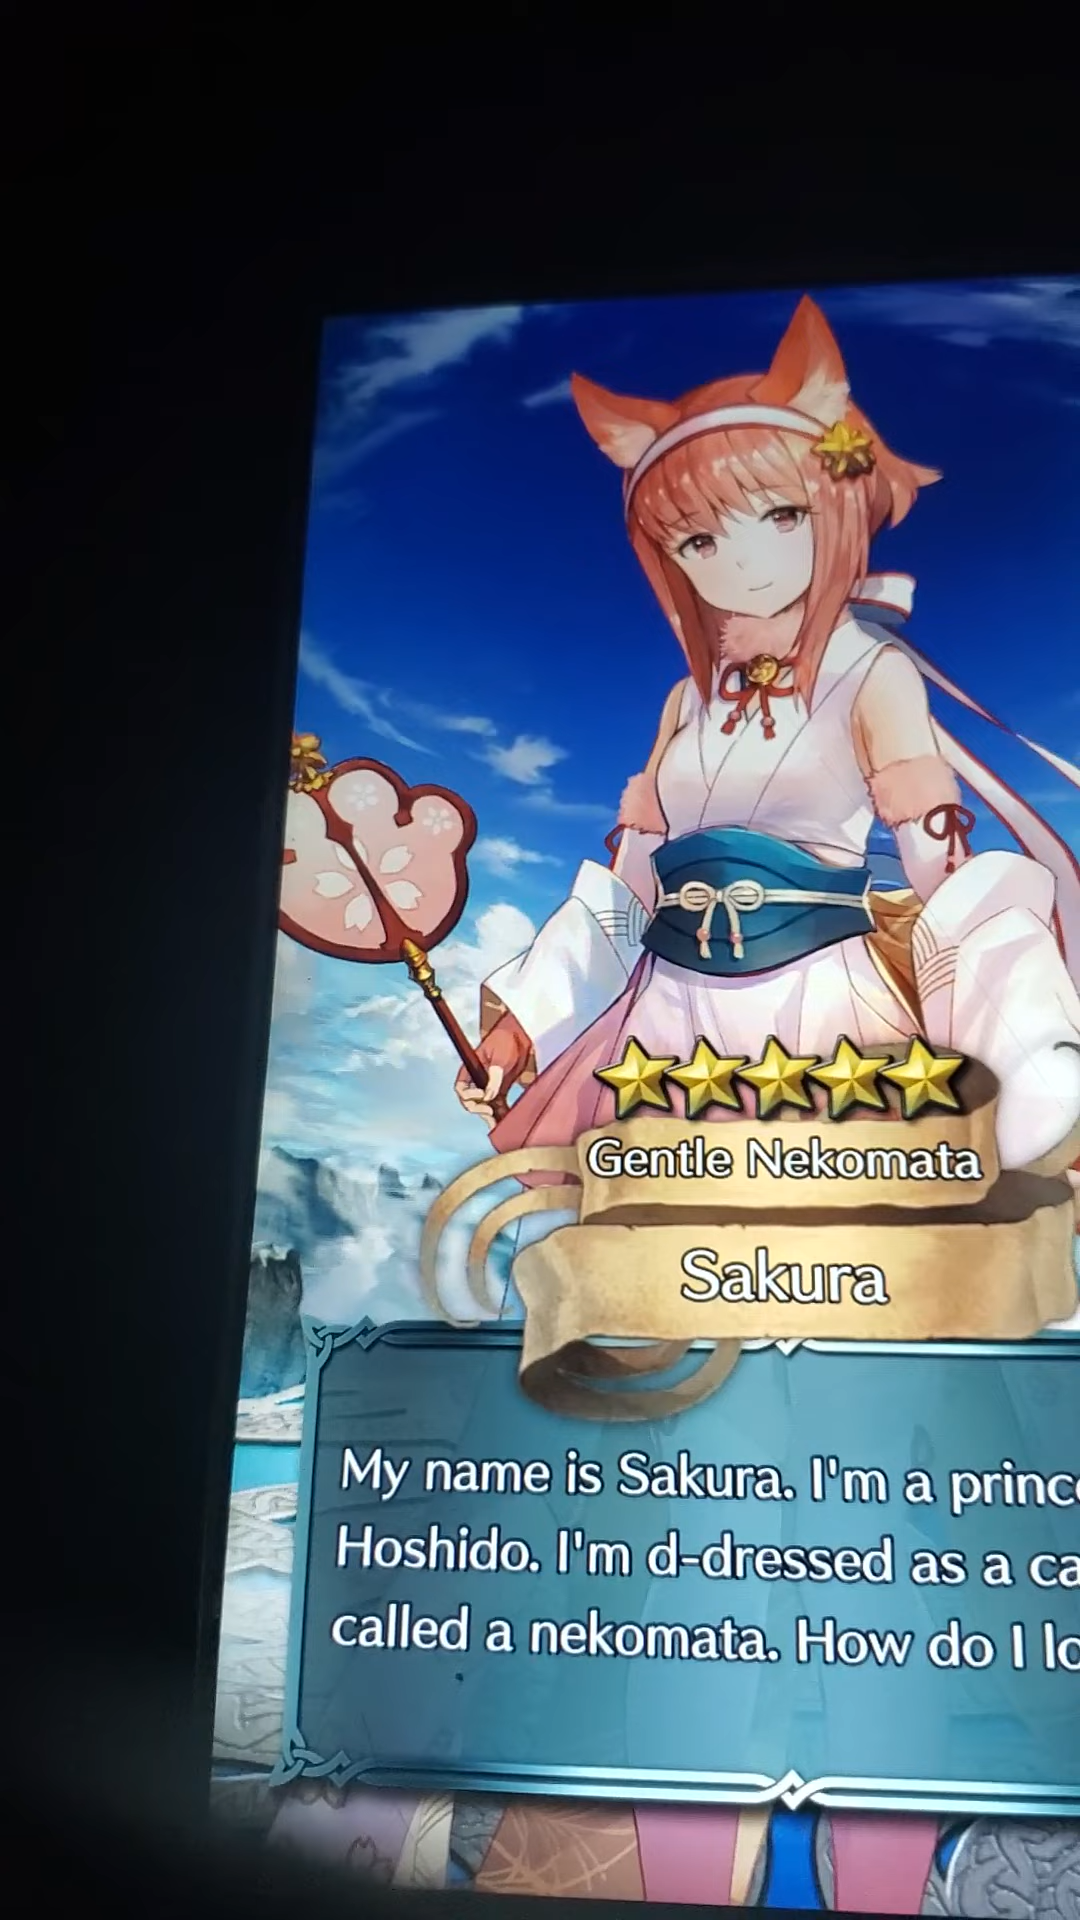 Gentle Nekomata
Sakura
My name is Sakura. I'm a
Hoshido. I'm d-dressed as a
called a nekomata. How do I